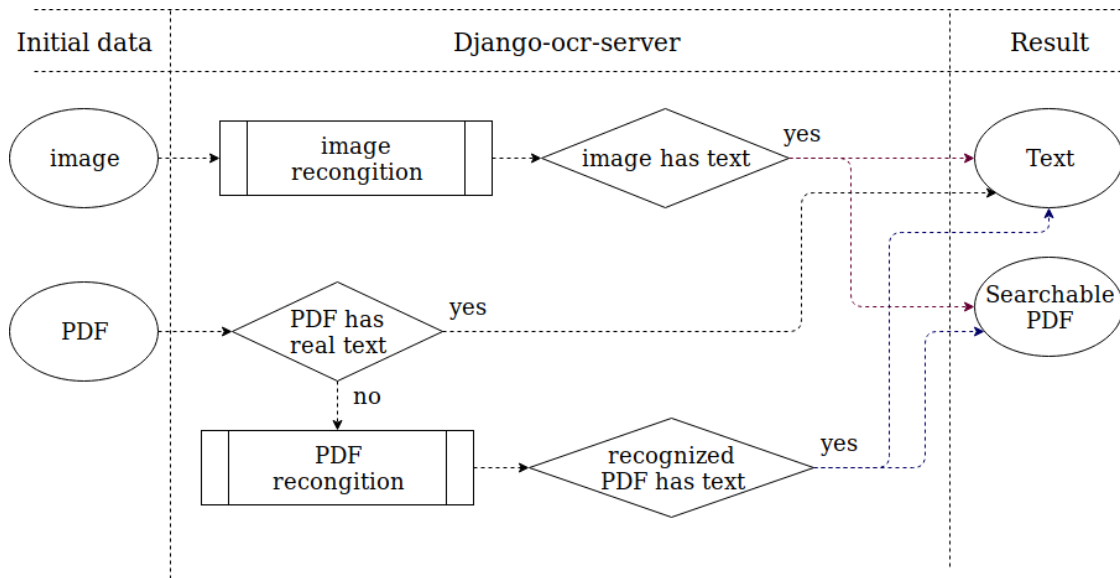 Initial data
Django-ocr-server
Result
image
image
recongition
image has text
yes
Text
PDF
PDF has
real text
yes
Searchable
PDF
no
PDF
recongition
recognized
PDF has text
yes